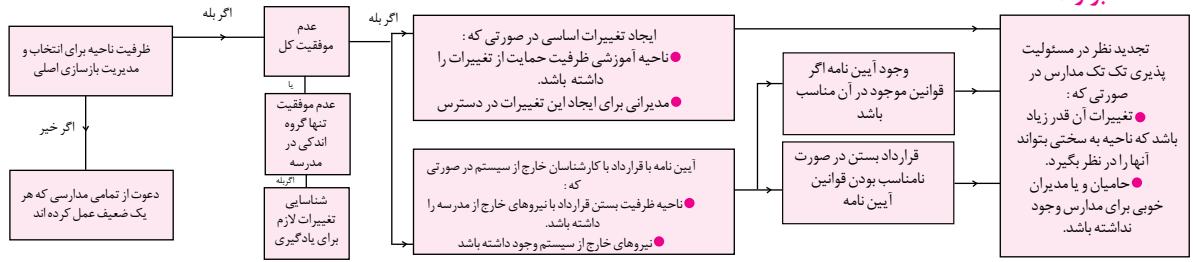 ظرفیت ناحیه برای انتخاب و
مدیریت بازسازی اصلی
اگر بله
اگر خیر
دعوت از تمامی مدارسی که هر
یک ضعیف عمل کرده اند
عدم
موفقیت کل
یا
عدم موفقیت
تنها گروه
اندکی در
مدرسه
اگربله
شناسایی
تغییرات لازم
برای یادگیری
اگر بله
ایجاد تغییرات اساسی در صورتی که :
ناحیه آموزشی ظرفیت حمایت از تغییرات را
داشته باشد.
مدیرانی برای ایجاد این تغییرات در دسترس
آیین نامه با قرارداد با کارشناسان خارج از سیستم در صورتی
که :
ناحیه ظرفیت بستن قرارداد با نیروهای خارج از مدرسه را
داشته باشد.
نیروهای خارج از سیستم وجود داشته باشد
وجود آیین نامه اگر
قوانین موجود در آن مناسب
باشد
قرارداد بستن در صورت
نامناسب بودن قوانین
آیین نامه
تجدید نظر در مسئولیت
پذیری تک تک مدارس در
صورتی که :
تغییرات آن قدر زیاد
باشد که ناحیه به سختی بتواند
آنها را در نظر بگیرد.
حامیان و یا مدیران
خوبی برای مدارس وجود
نداشته باشد.